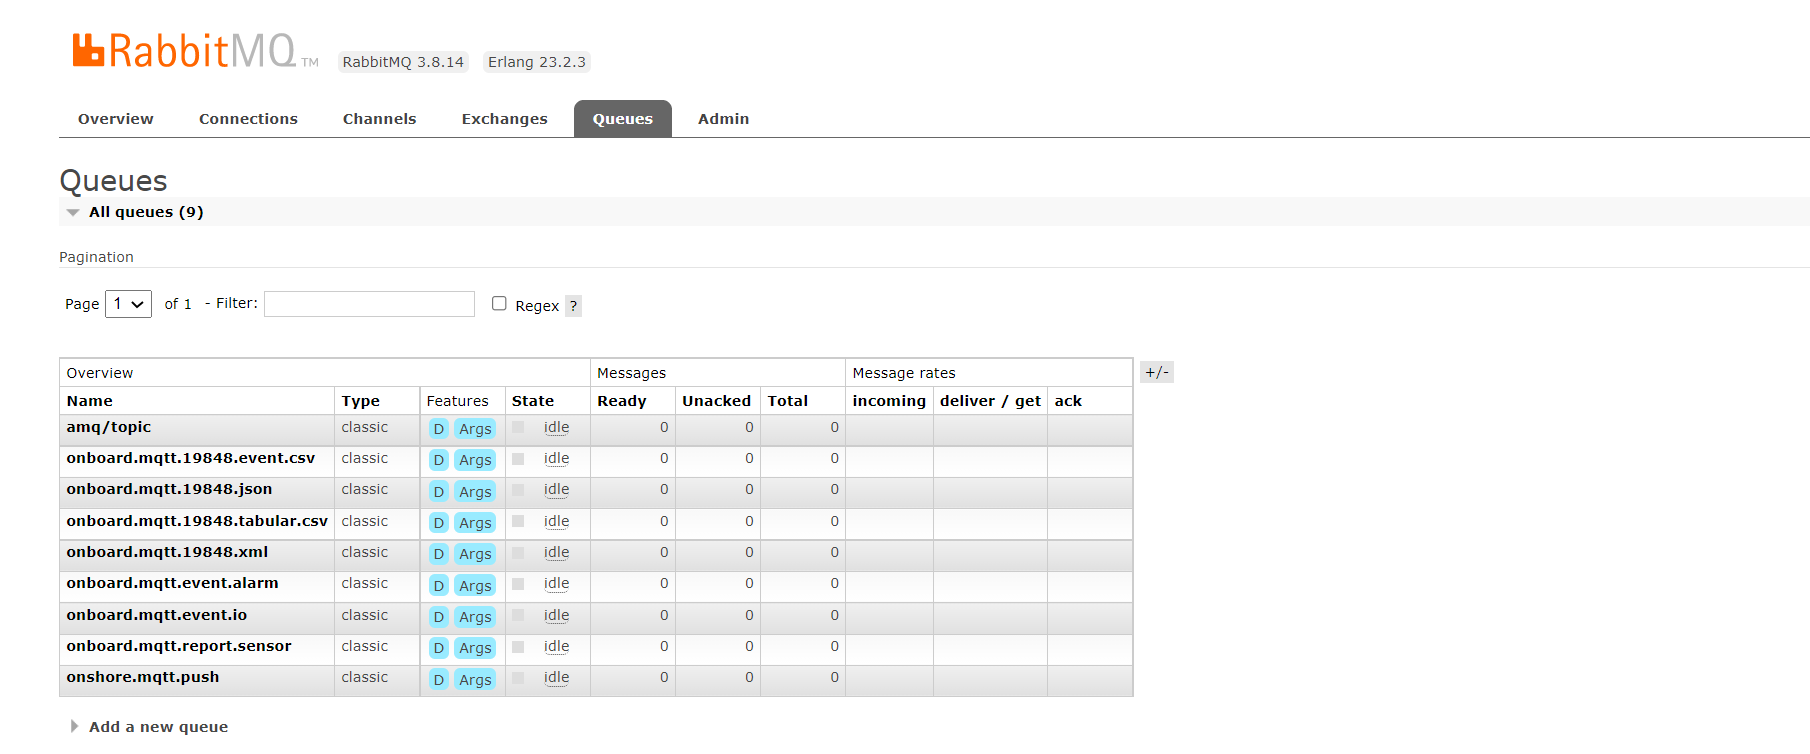 RabbitMQ TM RabbitMQ 3.8.14 Erlang 23.2.3
Overview Connections Channels Exchanges Queues Admin
Queues
All queues (9)
Pagination
Page 1 of 1 - Filter: Regex ?
Overview Messages Message rates +/-
Name Type Features State Ready Unacked Total incoming deliver / get ack
amq/topic classic D Args idle 0 0 0
onboard.mqtt.19848.event.csv classic D Args idle 0 0 0
onboard.mqtt.19848.json classic D Args idle 0 0 0
onboard.mqtt.19848.tabular.csv classic D Args idle 0 0 0
onboard.mqtt.19848.xml classic D Args idle 0 0 0
onboard.mqtt.event.alarm classic D Args idle 0 0 0
onboard.mqtt.event.io classic D Args idle 0 0 0
onboard.mqtt.report.sensor classic D Args idle 0 0 0
onshore.mqtt.push classic D Args idle 0 0 0
Add a new queue